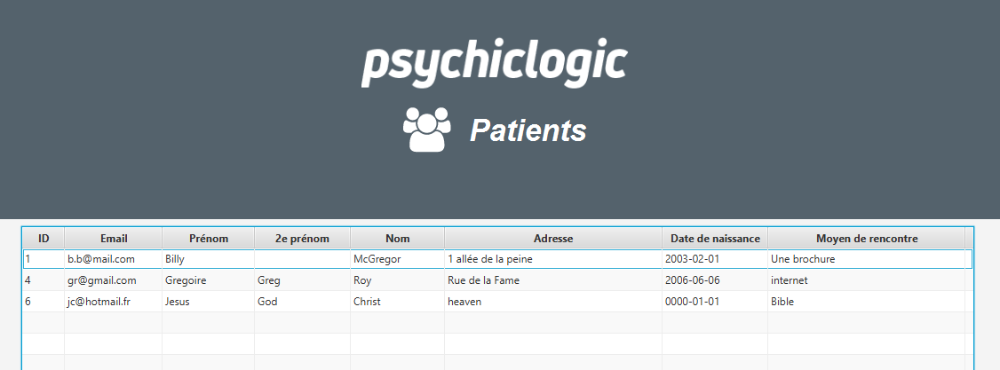 psychiclogic
Patients
ID Email Prénom 2e prénom Nom Adresse Date de naissance Moyen de rencontre
1 b.b@mail.com Billy McGregor 1 allée de la peine 2003-02-01 Une brochure
4 gr@gmail.com Gregoire Greg Roy Rue de la Fame 2006-06-06 internet
6 jc@hotmail.fr Jesus God Christ heaven 0000-01-01 Bible